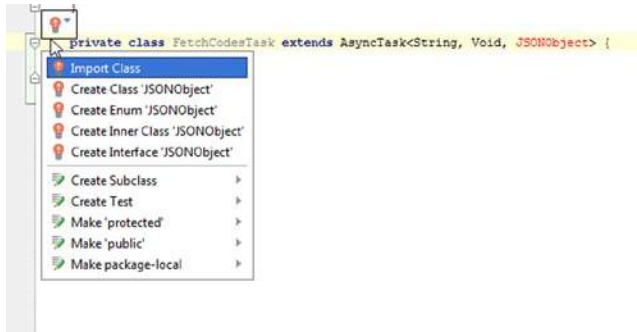 private class FetchCodesTask extends AsyncTask<String, Void, JSONObject> {
Import Class
Create Class 'JSONObject'
Create Enum 'JSONObject'
Create Inner Class 'JSONObject'
Create Interface 'JSONObject'
Create Subclass
Create Test
Make 'protected'
Make 'public'
Make package-local